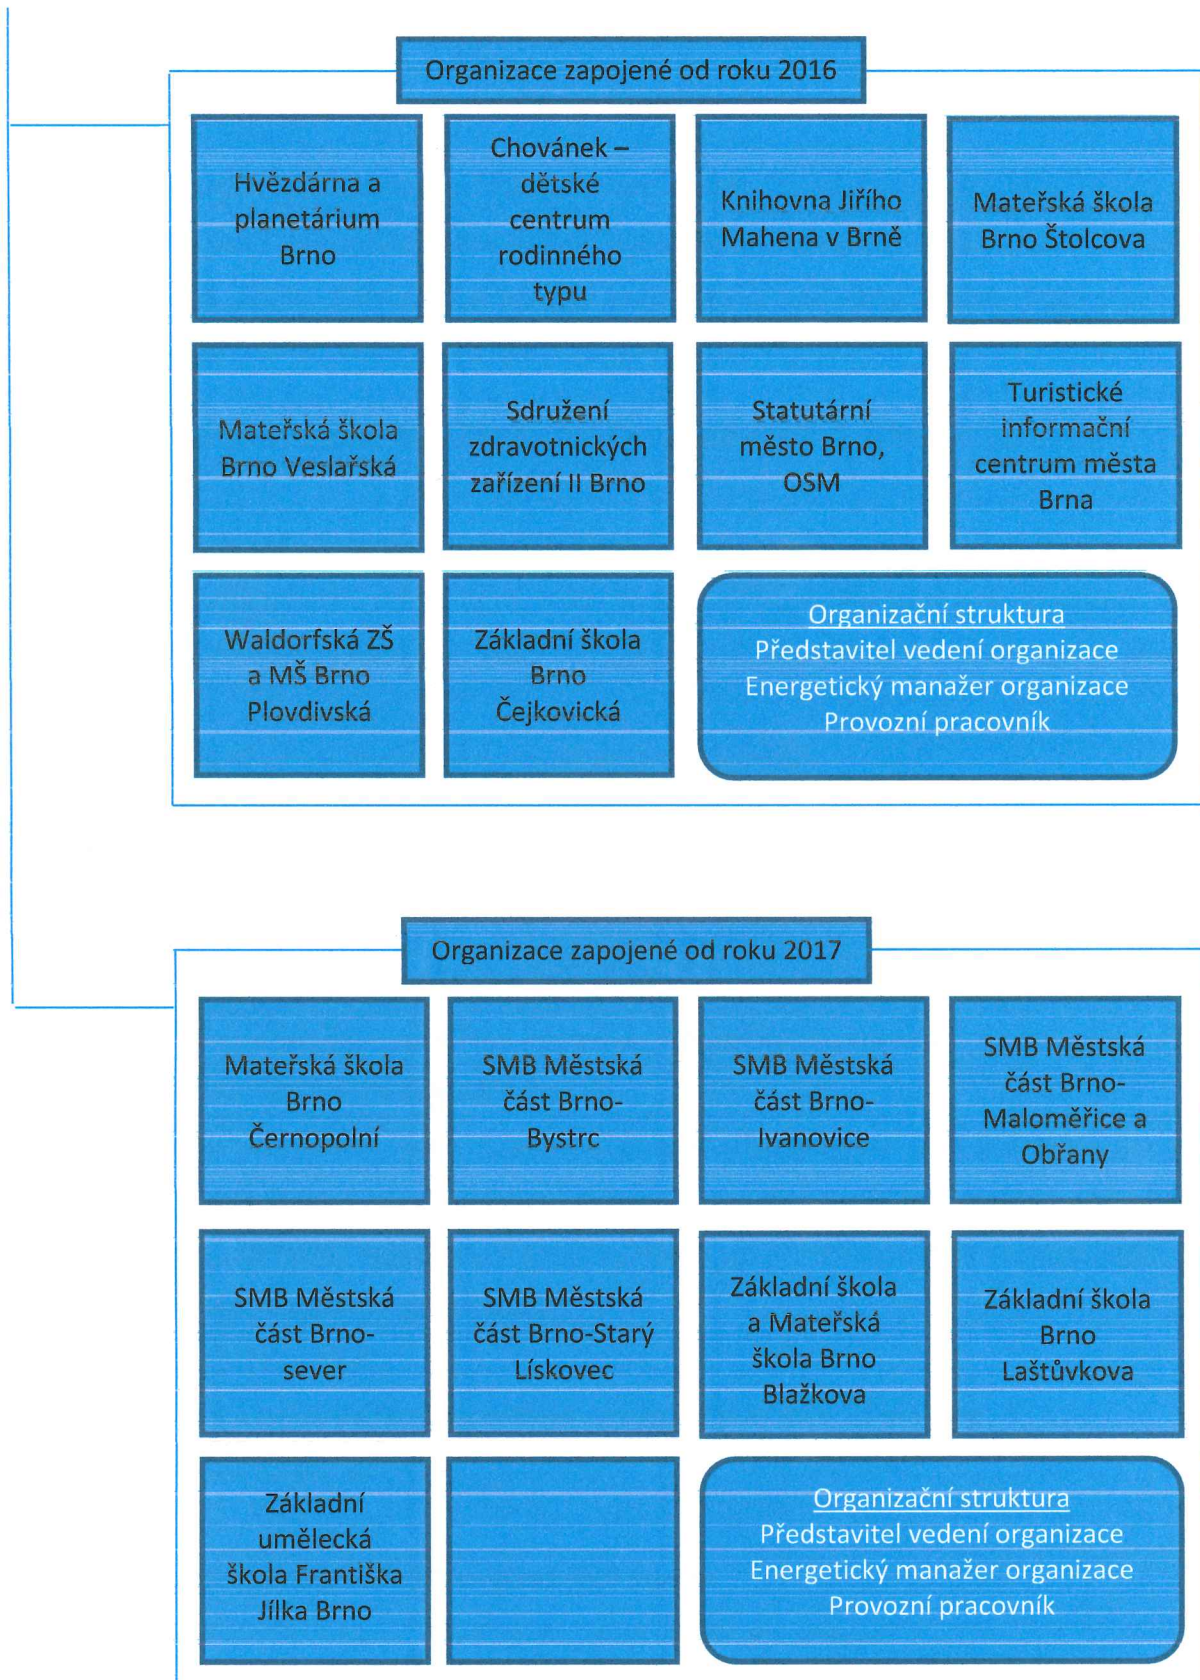 Organizace zapojené od roku 2016
Hvězdárna a
planetárium
Brno
Chovánek –
dětské
centrum
rodinného
typu
Knihovna Jiřího
Mahena v Brně
Mateřská škola
Brno Štolcova
Mateřská škola
Brno Veslařská
Sdružení
zdravotnických
zařízení II Brno
Statutární
město Brno,
OSM
Turistické
informační
centrum města
Brna
Waldorfská ZŠ
a MŠ Brno
Plovdivská
Základní škola
Brno
Čejkovická
Organizační struktura
Představitel vedení organizace
Energetický manažer organizace
Provozní pracovník
Organizace zapojené od roku 2017
Mateřská škola
Brno
Černopolní
SMB Městská
část Brno-
Bystrc
SMB Městská
část Brno-
Ivanovice
SMB Městská
část Brno-
Maloměřice a
Obřany
SMB Městská
část Brno-
sever
SMB Městská
část Brno-Starý
Lískovec
Základní škola
a Mateřská
škola Brno
Blažkova
Základní škola
Brno
Laštůvkova
Základní
umělecká
škola Františka
Jílka Brno
Organizační struktura
Představitel vedení organizace
Energetický manažer organizace
Provozní pracovník